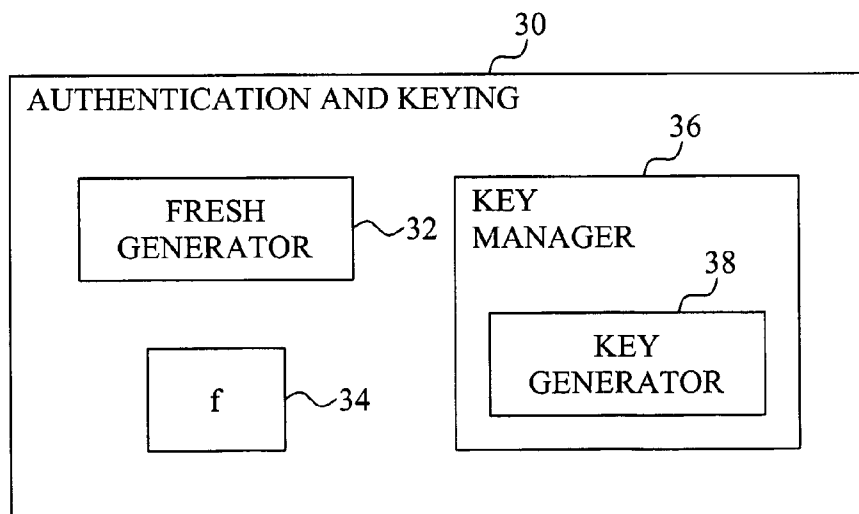 30
AUTHENTICATION AND KEYING
36
FRESH
GENERATOR
32
KEY
MANAGER
38
KEY
GENERATOR
f
34